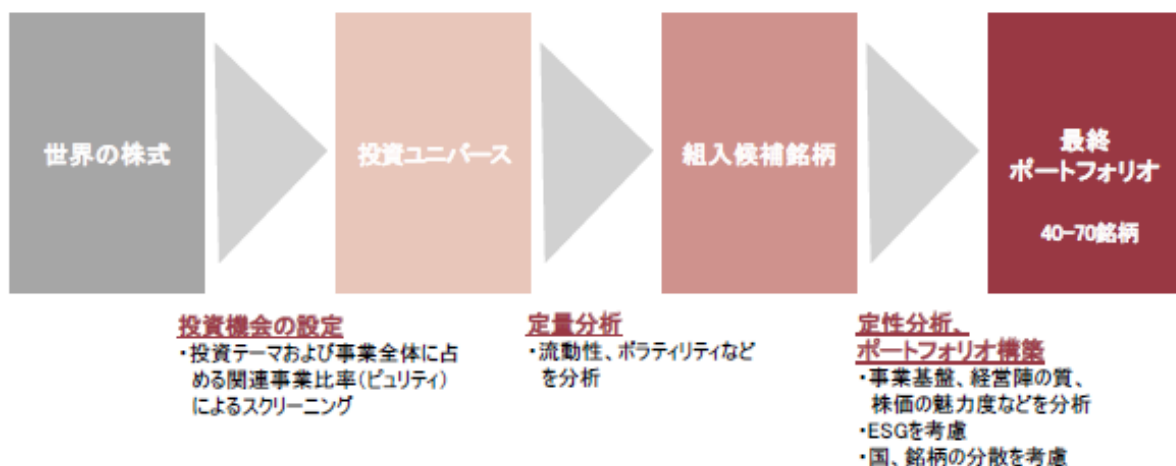 世界の株式
投資ユニバース
組入候補銘柄
最終
ポートフォリオ
40-70銘柄
投資機会の設定
・投資テーマおよび事業全体に占
める関連事業比率(ピュリティ)
によるスクリーニング
定量分析
・流動性、ボラティリティなど
を分析
定性分析、
ポートフォリオ構築
・事業基盤、経営陣の質、
株価の魅力度などを分析
・ESGを考慮
・国、銘柄の分散を考慮